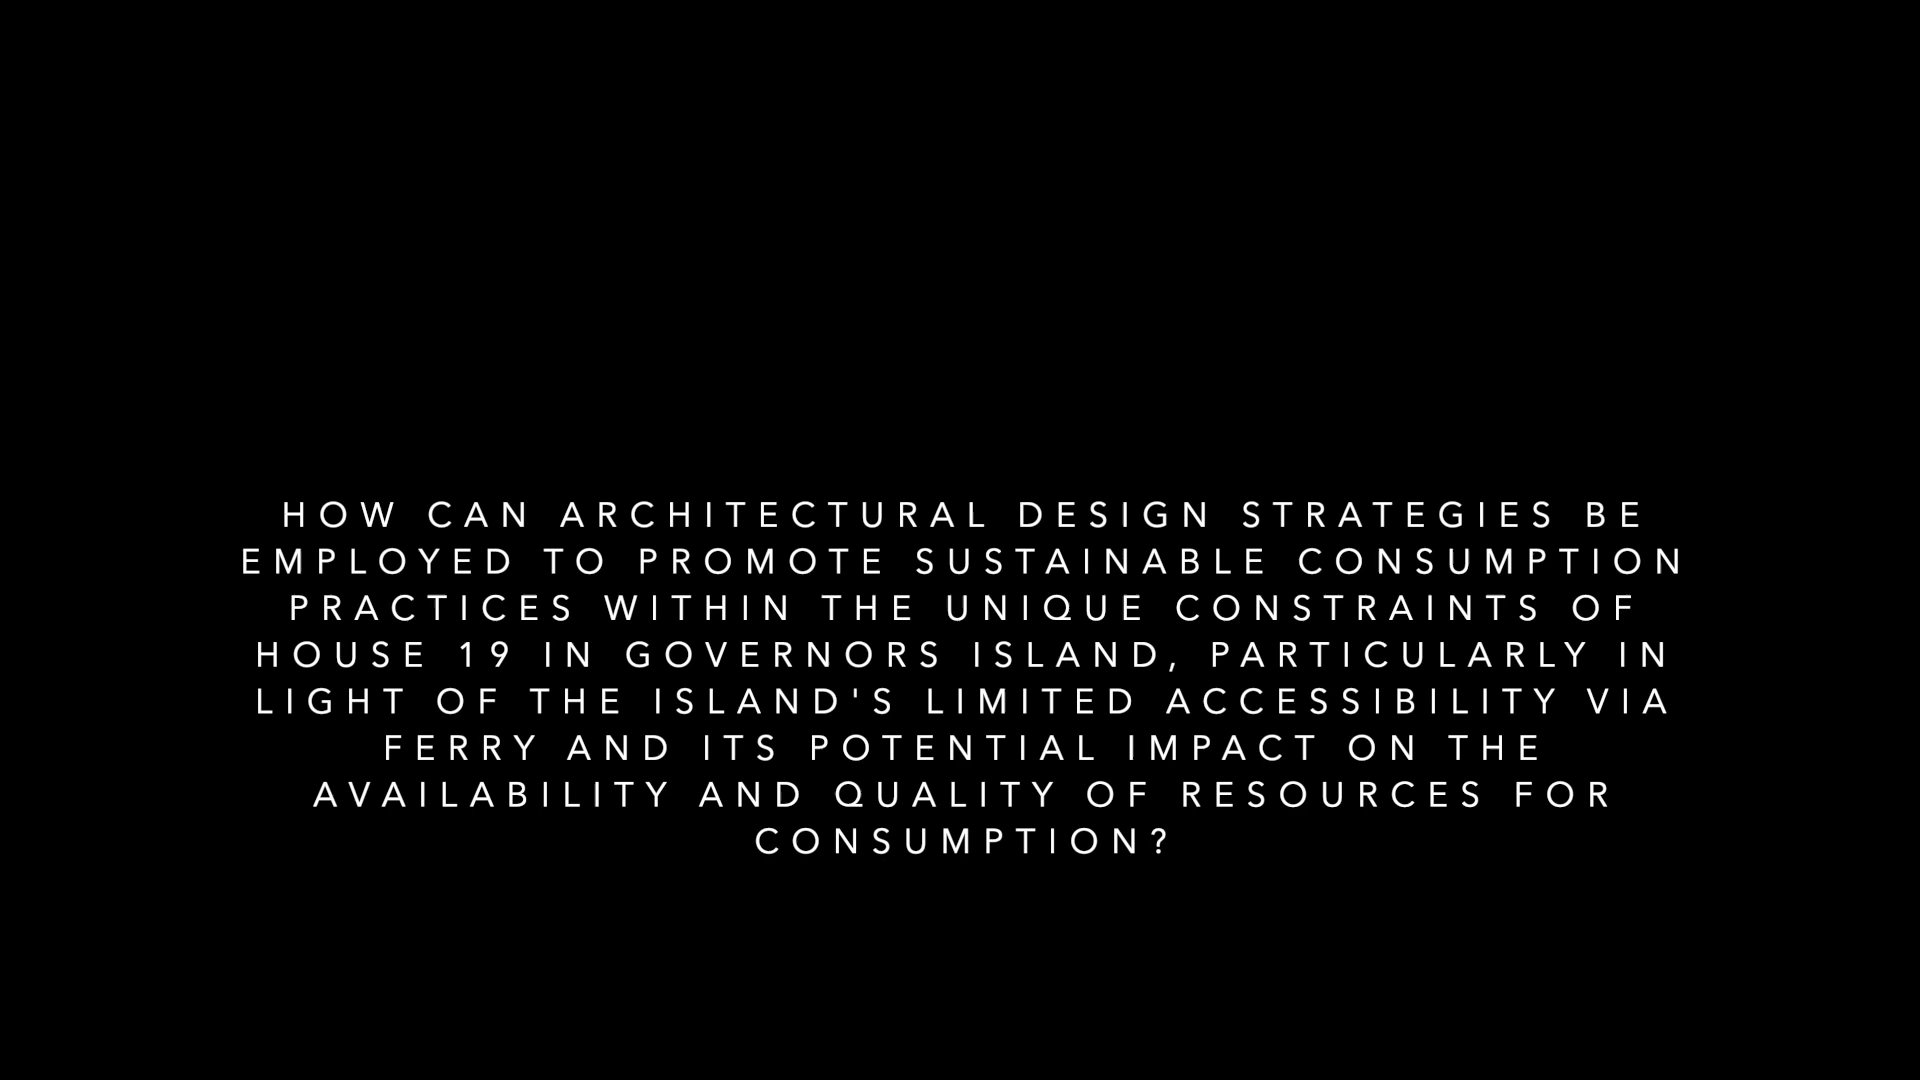 HOW CAN ARCHITECTURAL DESIGN STRATEGIES BE
EMPLOYED TO PROMOTE SUSTAINABLE CONSUMPTION
PRACTICES WITHIN THE UNIQUE CONSTRAINTS OF
HOUSE 19 IN GOVERNORS ISLAND, PARTICULARLY IN
LIGHT OF THE ISLAND'S LIMITED ACCESSIBILITY VIA
FERRY AND ITS POTENTIAL IMPACT ON THE
AVAILABILITY AND QUALITY OF RESOURCES FOR
CONSUMPTION?